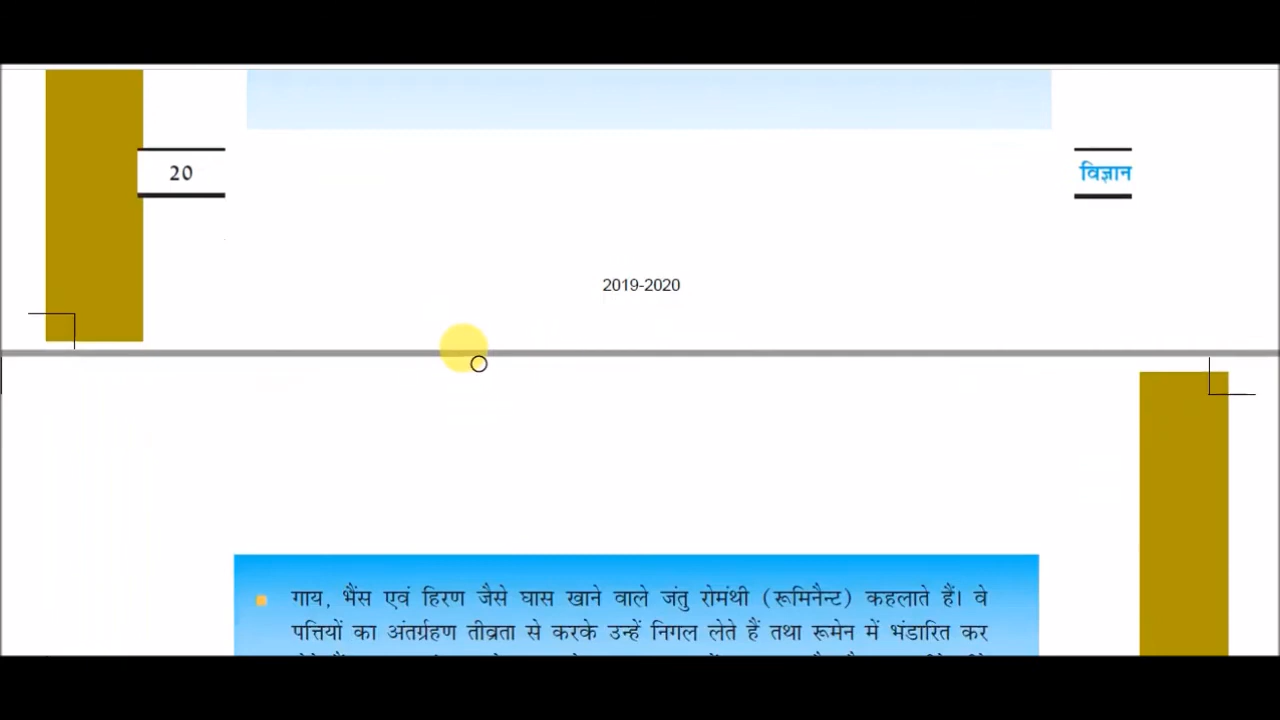 20
विज्ञान
2019-2020
गाय, भैंस एवं हिरण जैसे घास खाने वाले जंतु रोमंथी (रूमिनैन्ट) कहलाते हैं। वे
पत्तियों का अंतर्ग्रहण तीव्रता से करके उन्हें निगल लेते हैं तथा रूमेन में भंडारित कर